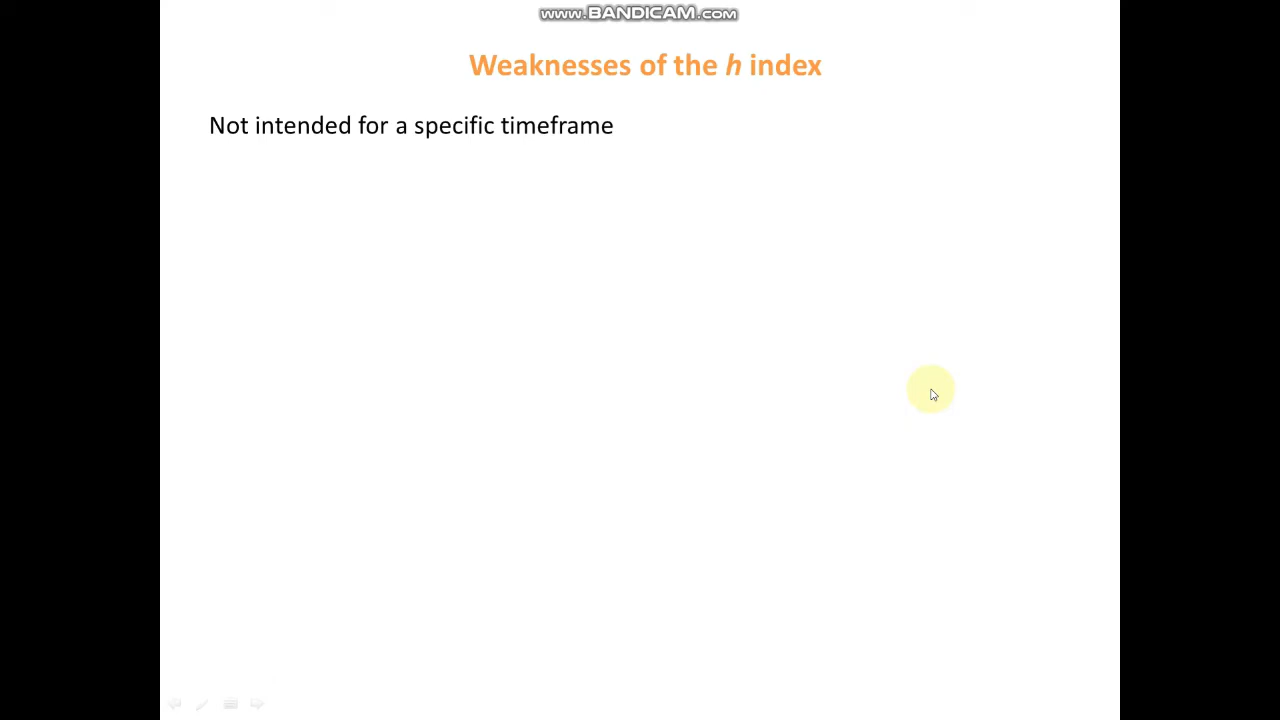 www.BANDICAM.com
Weaknesses of the h index
Not intended for a specific timeframe